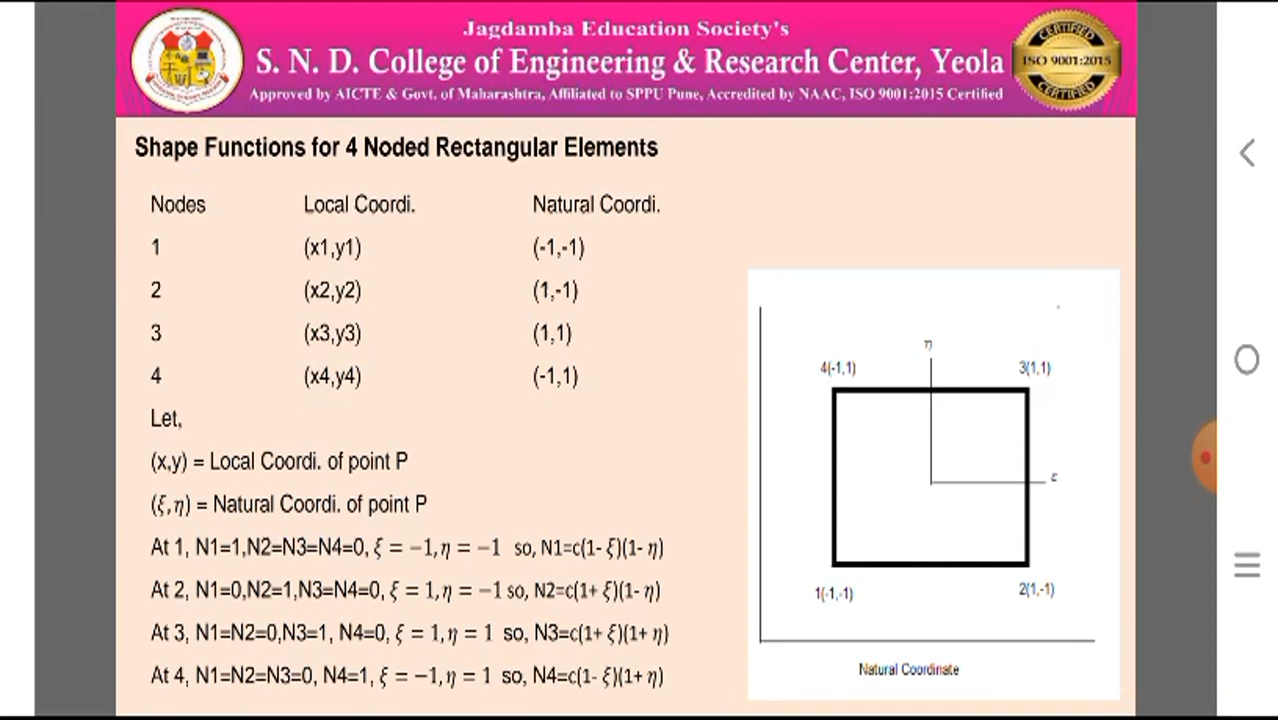 Jagdamba Education Society's
S. N. D. College of Engineering & Research Center, Yeola
Approved by AICTE & Govt. of Maharashtra, Affiliated to SPPU Pune, Accredited by NAAC, ISO 9001:2015 Certified
CERTIFIED
ISO 9001:2015
CERTIFIED
Shape Functions for 4 Noded Rectangular Elements
Nodes Local Coordi. Natural Coordi.
1 (x1,y1) (-1,-1)
2 (x2,y2) (1,-1)
3 (x3,y3) (1,1)
4 (x4,y4) (-1,1)
Let,
(x,y) = Local Coordi. of point P
(ξ,η) = Natural Coordi. of point P
At 1, N1=1,N2=N3=N4=0, ξ = −1,η = −1 so, N1=c(1- ξ)(1- η)
At 2, N1=0,N2=1,N3=N4=0, ξ = 1,η = −1 so, N2=c(1+ ξ)(1- η)
At 3, N1=N2=0,N3=1, N4=0, ξ = 1,η = 1 so, N3=c(1+ ξ)(1+ η)
At 4, N1=N2=N3=0, N4=1, ξ = −1,η = 1 so, N4=c(1- ξ)(1+ η)
η
4(-1,1) 3(1,1)
ε
1(-1,-1) 2(1,-1)
Natural Coordinate